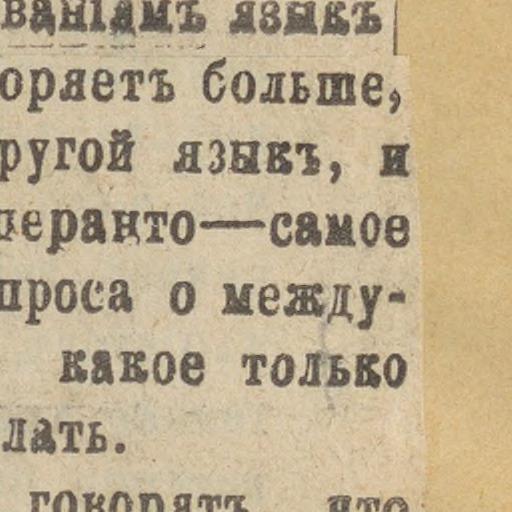 ваніямъ языкъ
оряетъ больше,
ругой языкъ, и
перанто—самое
проса о между-
какое только
лать.
говорятъ, что